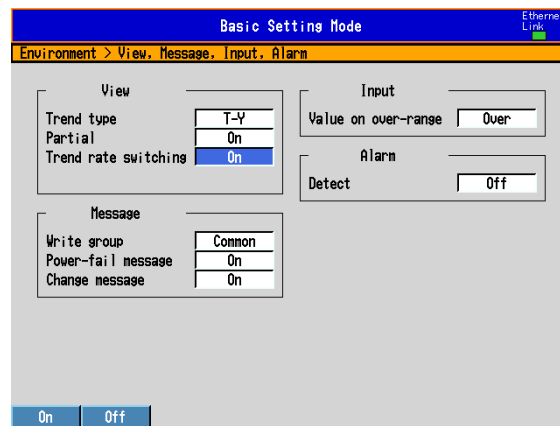 Basic Setting Mode
Etherne
Link
Environment > View, Message, Input, Alarm
View
Trend type T-Y
Partial On
Trend rate switching On
Message
Write group Common
Power-fail message On
Change message On
Input
Value on over-range Over
Alarm
Detect Off
On Off